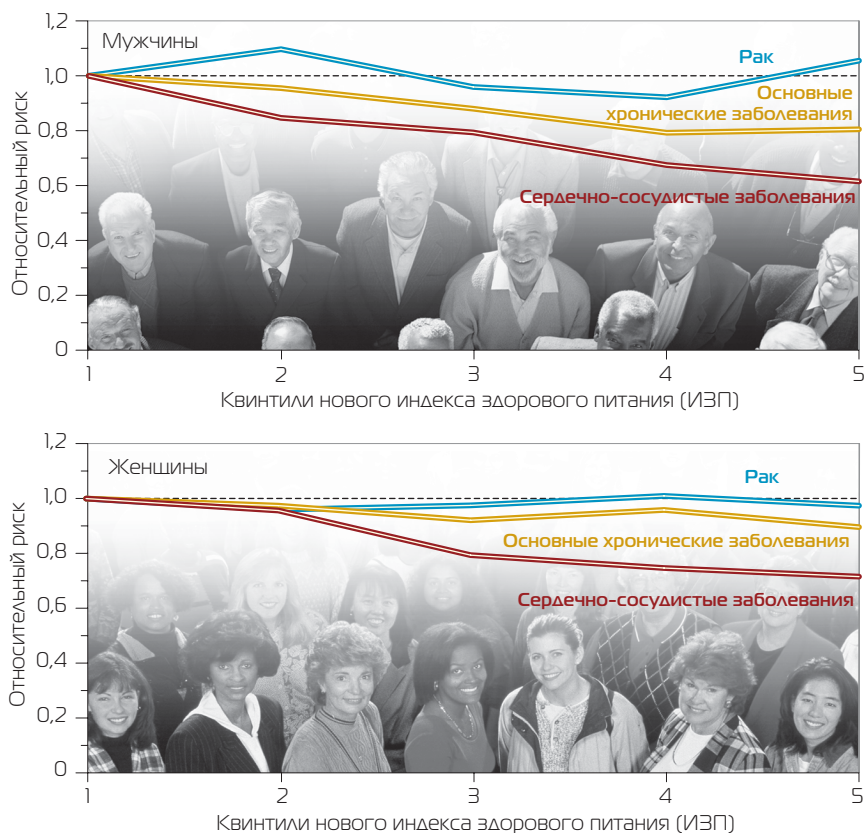 1,2
Мужчины
Рак
1,0
Основные
хронические заболевания
0,8
Сердечно-сосудистые заболевания
0,6
0,4
0,2
0
Относительный риск
1 2 3 4 5
Квинтили нового индекса здорового питания (ИЗП)
1,2
Женщины
Рак
1,0
Основные хронические заболевания
0,8
Сердечно-сосудистые заболевания
0,6
0,4
0,2
0
Относительный риск
1 2 3 4 5
Квинтили нового индекса здорового питания (ИЗП)